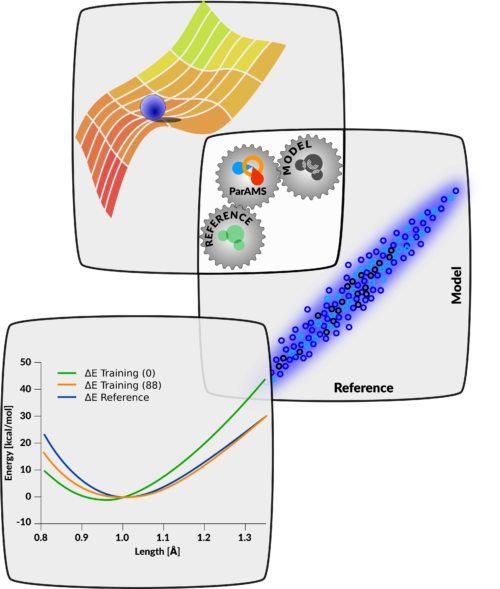 MODEL
ParAMS
REFERENCE
Model
Reference
50
40
30
20
10
0
-10
Energy [kcal/mol]
ΔE Training (0)
ΔE Training (88)
ΔE Reference
0.8 0.9 1.0 1.1 1.2 1.3
Length [Å]